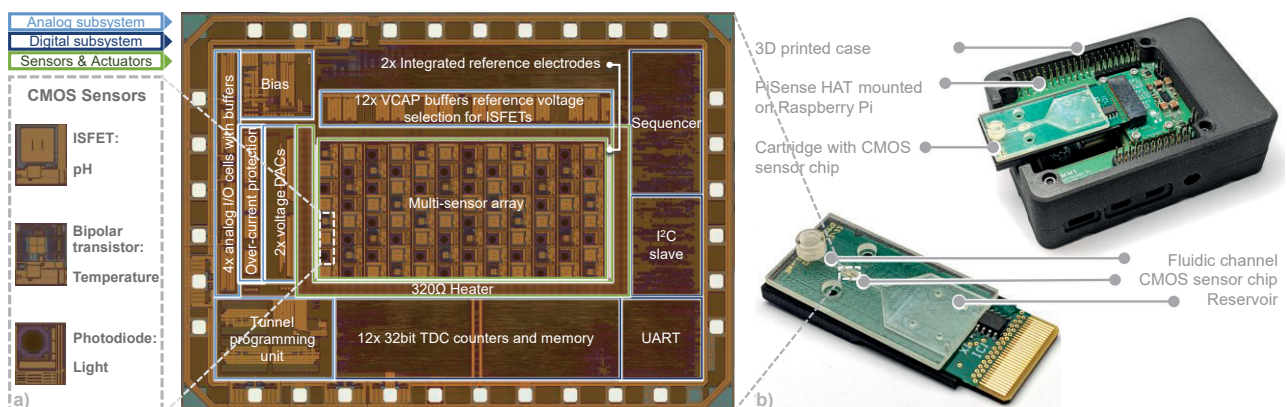 Analog subsystem
Digital subsystem
Sensors & Actuators
CMOS Sensors
ISFET:
pH
Bipolar
transistor:
Temperature
Photodiode:
Light
a)
Bias
2x Integrated reference electrodes
12x VCAP buffers reference voltage
selection for ISFETs
Sequencer
4x analog I/O cells with buffers
Over-current protection
2x voltage DACs
Multi-sensor array
I²C
slave
320Ω Heater
Tunnel
programming
unit
12x 32bit TDC counters and memory
UART
b)
3D printed case
PiSense HAT mounted
on Raspberry Pi
Cartridge with CMOS
sensor chip
Fluidic channel
CMOS sensor chip
Reservoir